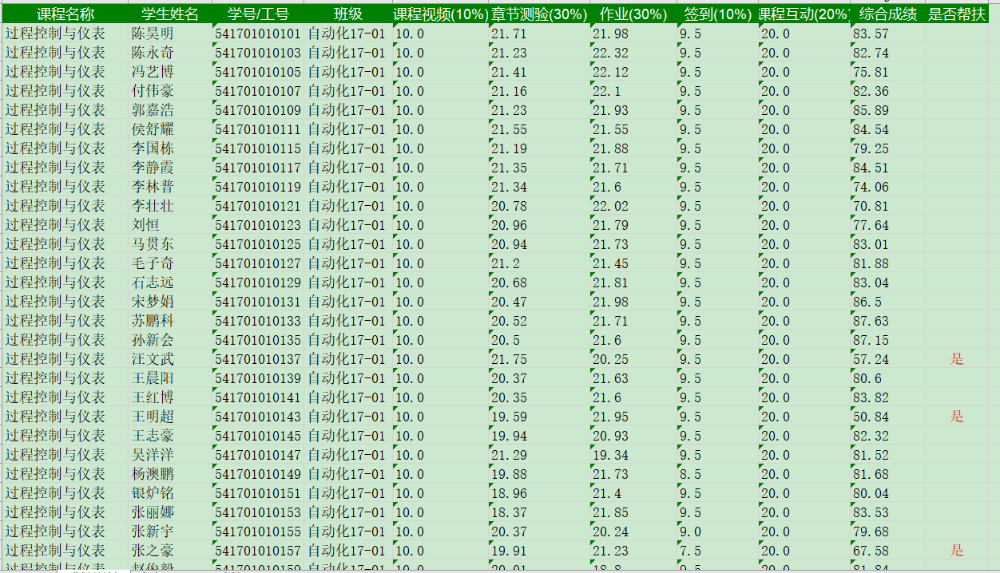 课程名称 学生姓名 学号/工号 班级 课程视频(10%) 章节测验(30%) 作业(30%) 签到(10%) 课程互动(20%) 综合成绩 是否帮扶
过程控制与仪表 陈昊明 541701010101 自动化17-01 10.0 21.71 21.98 9.5 20.0 83.57
过程控制与仪表 陈永奇 541701010103 自动化17-01 10.0 21.23 22.32 9.5 20.0 82.74
过程控制与仪表 冯艺博 541701010105 自动化17-01 10.0 21.41 22.12 9.5 20.0 75.81
过程控制与仪表 付伟豪 541701010107 自动化17-01 10.0 21.16 22.1 9.5 20.0 82.36
过程控制与仪表 郭嘉浩 541701010109 自动化17-01 10.0 21.23 21.93 9.5 20.0 85.89
过程控制与仪表 侯舒耀 541701010111 自动化17-01 10.0 21.55 21.55 9.5 20.0 84.54
过程控制与仪表 李国栋 541701010115 自动化17-01 10.0 21.19 21.88 9.5 20.0 79.25
过程控制与仪表 李静霞 541701010117 自动化17-01 10.0 21.35 21.71 9.5 20.0 84.51
过程控制与仪表 李林普 541701010119 自动化17-01 10.0 21.34 21.6 9.5 20.0 74.06
过程控制与仪表 李壮壮 541701010121 自动化17-01 10.0 20.78 22.02 9.5 20.0 70.81
过程控制与仪表 刘恒 541701010123 自动化17-01 10.0 20.96 21.79 9.5 20.0 77.64
过程控制与仪表 马贯东 541701010125 自动化17-01 10.0 20.94 21.73 9.5 20.0 83.01
过程控制与仪表 毛子奇 541701010127 自动化17-01 10.0 21.2 21.45 9.5 20.0 81.88
过程控制与仪表 石志远 541701010129 自动化17-01 10.0 20.68 21.81 9.5 20.0 83.04
过程控制与仪表 宋梦娟 541701010131 自动化17-01 10.0 20.47 21.98 9.5 20.0 86.5
过程控制与仪表 苏鹏科 541701010133 自动化17-01 10.0 20.52 21.71 9.5 20.0 87.63
过程控制与仪表 孙新会 541701010135 自动化17-01 10.0 20.5 21.6 9.5 20.0 87.15
过程控制与仪表 汪文武 541701010137 自动化17-01 10.0 21.75 20.25 9.5 20.0 57.24 是
过程控制与仪表 王晨阳 541701010139 自动化17-01 10.0 20.37 21.63 9.5 20.0 80.6
过程控制与仪表 王红博 541701010141 自动化17-01 10.0 20.35 21.6 9.5 20.0 83.82
过程控制与仪表 王明超 541701010143 自动化17-01 10.0 19.59 21.95 9.5 20.0 50.84 是
过程控制与仪表 王志豪 541701010145 自动化17-01 10.0 19.94 20.93 9.5 20.0 82.32
过程控制与仪表 吴洋洋 541701010147 自动化17-01 10.0 21.29 19.34 9.5 20.0 81.52
过程控制与仪表 杨澳鹏 541701010149 自动化17-01 10.0 19.88 21.73 8.5 20.0 81.68
过程控制与仪表 银炉铭 541701010151 自动化17-01 10.0 18.96 21.4 9.5 20.0 80.04
过程控制与仪表 张丽娜 541701010153 自动化17-01 10.0 18.37 21.85 9.5 20.0 83.53
过程控制与仪表 张新宇 541701010155 自动化17-01 10.0 20.37 20.24 9.0 20.0 79.68
过程控制与仪表 张之豪 541701010157 自动化17-01 10.0 19.91 21.23 7.5 20.0 67.58 是
过程控制与仪表 赵俊毅 541701010159 自动化17-01 10.0 20.01 18.8 9.5 20.0 81.84